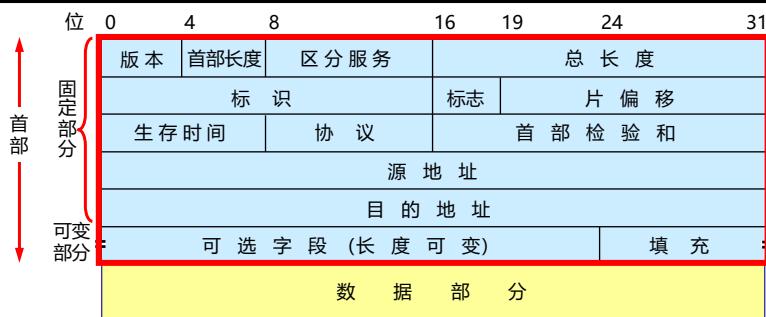 位 0 4 8 16 19 24 31
版本 首部长度 区分服务 总长度
标识 标志 片偏移
生存时间 协议 首部检验和
源地址
目的地址
可选字段(长度可变) 填充
数据部分
首部
固定部分
可变部分